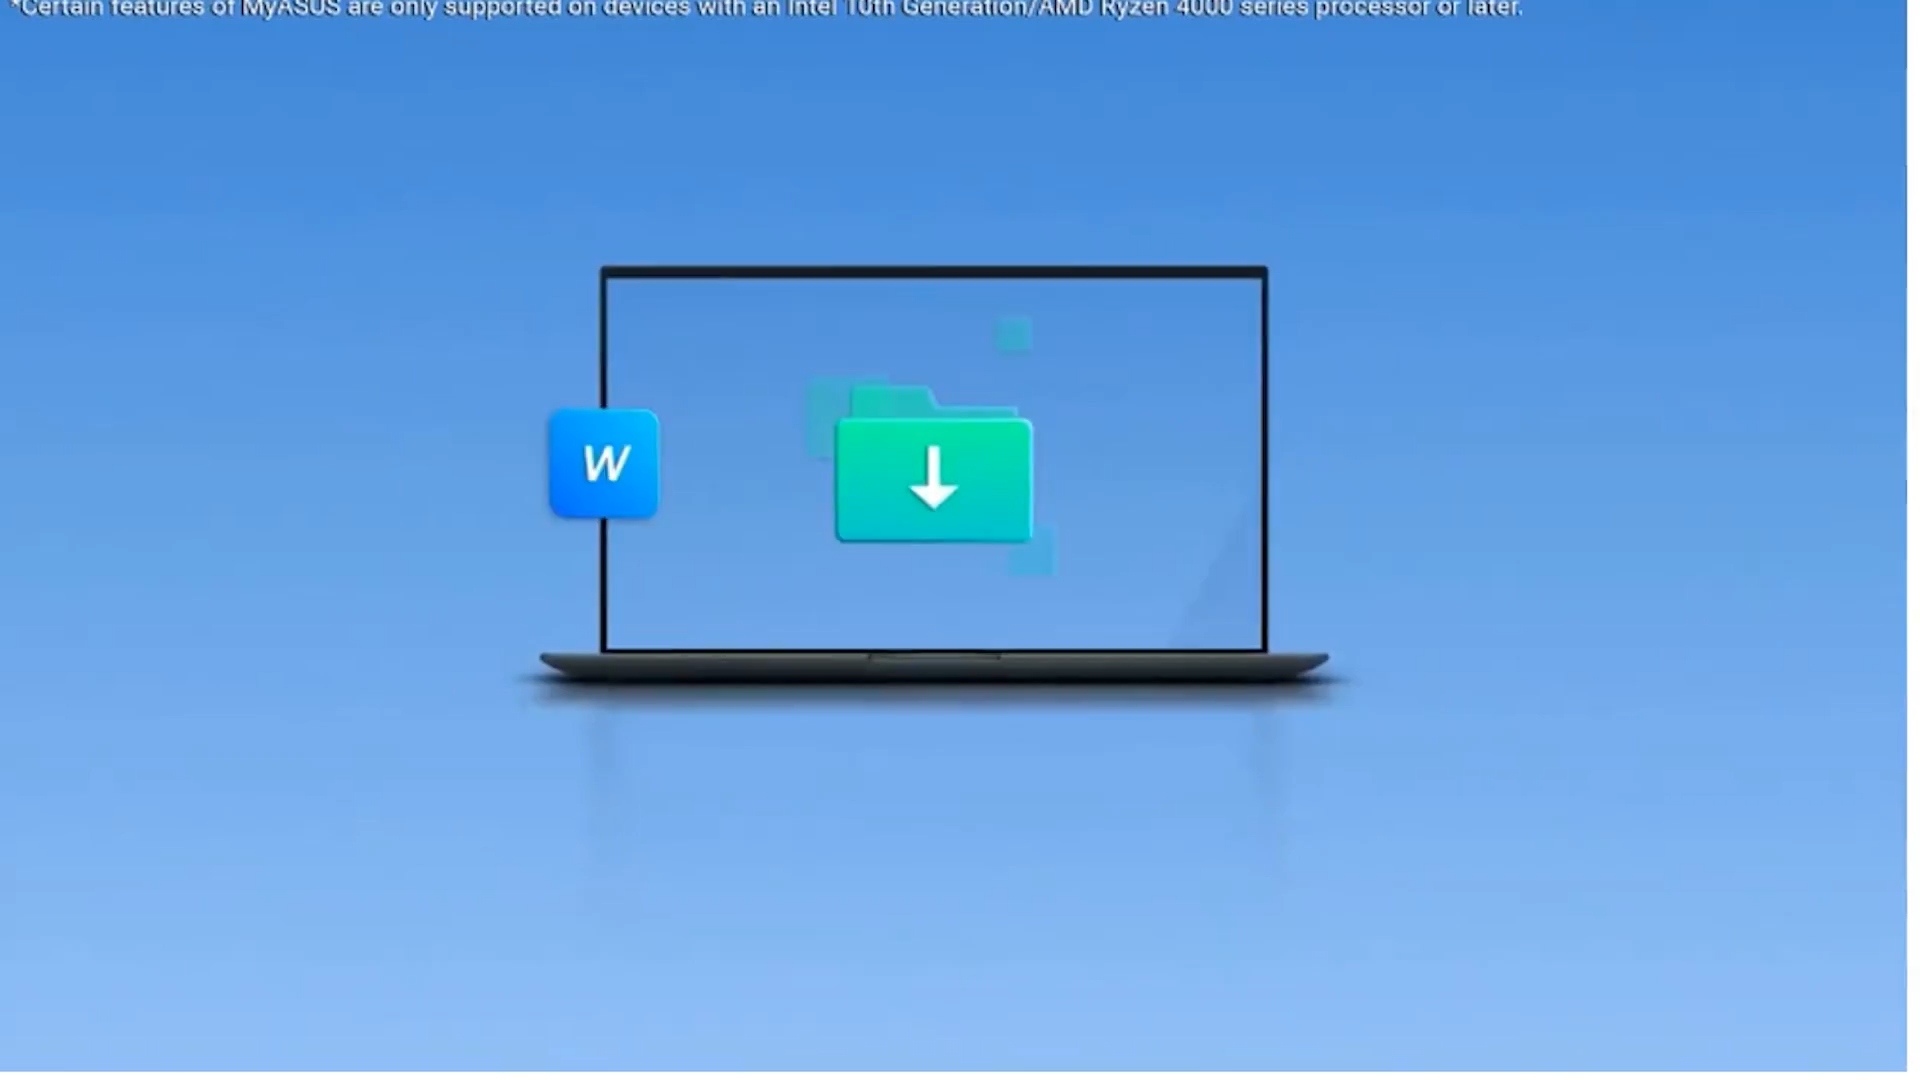 *Certain features of MyASUS are only supported on devices with an Intel 10th Generation/AMD Ryzen 4000 series processor or later.
W